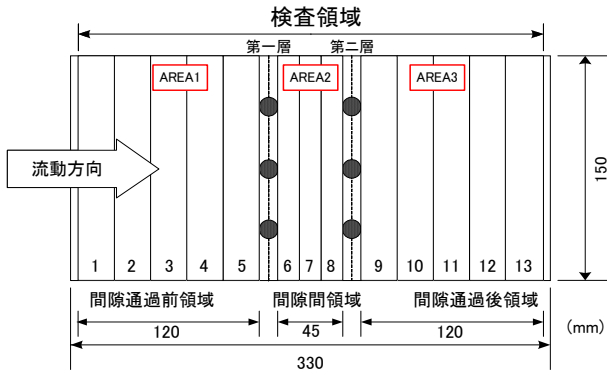 検査領域
第一層 第二層
AREA1 AREA2 AREA3
流動方向
150
1 2 3 4 5 6 7 8 9 10 11 12 13
間隙通過前領域 間隙間領域 間隙通過後領域
120 45 120
(mm)
330